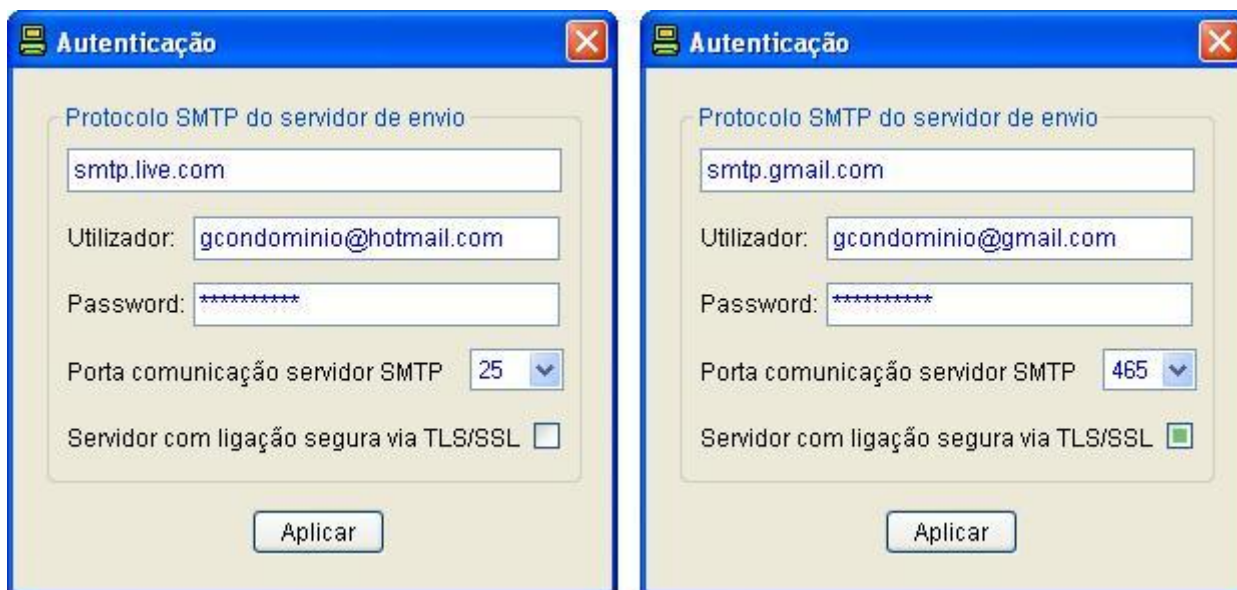 Autenticação
Protocolo SMTP do servidor de envio
smtp.live.com
Utilizador: gcondominio@hotmail.com
Password: **********
Porta comunicação servidor SMTP 25
Servidor com ligação segura via TLS/SSL
Aplicar
Autenticação
Protocolo SMTP do servidor de envio
smtp.gmail.com
Utilizador: gcondominio@gmail.com
Password: **********
Porta comunicação servidor SMTP 465
Servidor com ligação segura via TLS/SSL
Aplicar